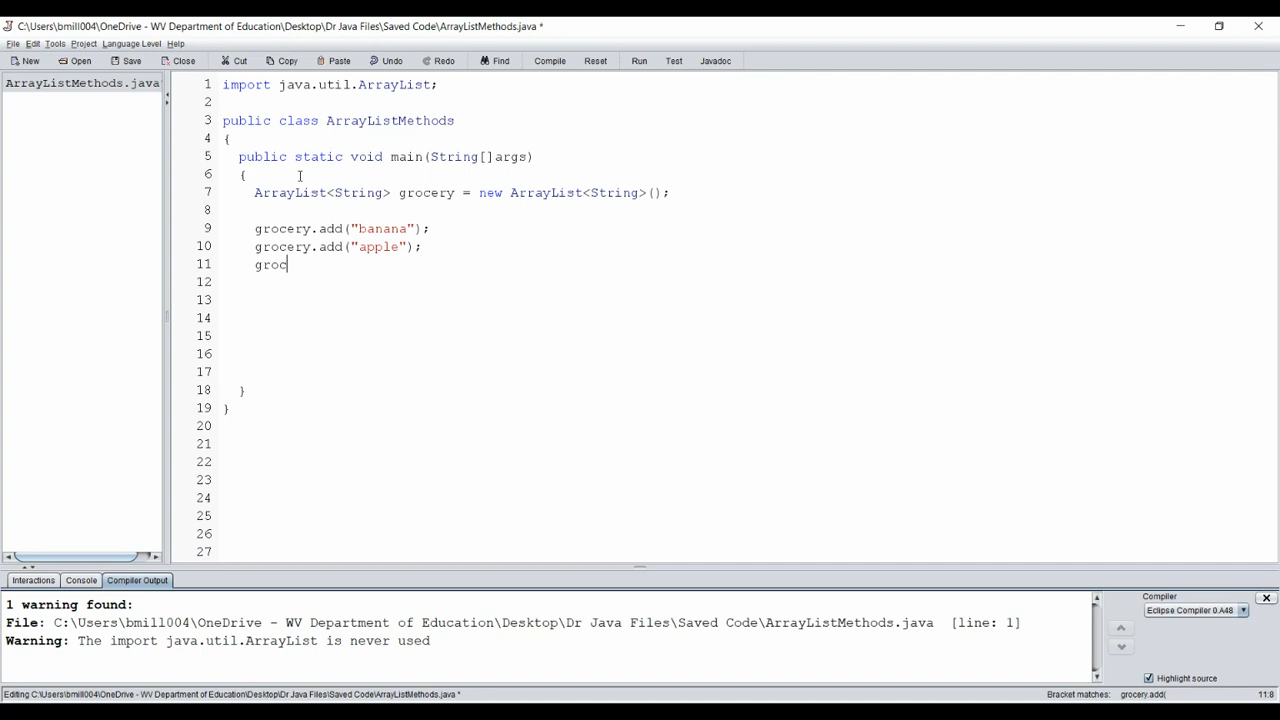 C:\Users\bmill004\OneDrive - WV Department of Education\Desktop\Dr Java Files\Saved Code\ArrayListMethods.java *
File Edit Tools Project Language Level Help
New Open Save Close Cut Copy Paste Undo Redo Find Compile Reset Run Test Javadoc
ArrayListMethods.java
1 import java.util.ArrayList;
2
3 public class ArrayListMethods
4 {
5 public static void main(String[]args)
6 {
7 ArrayList<String> grocery = new ArrayList<String>();
8
9 grocery.add("banana");
10 grocery.add("apple");
11 groc
12
13
14
15
16
17
18 }
19 }
20
21
22
23
24
25
26
27
Interactions Console Compiler Output
1 warning found:
File: C:\Users\bmill004\OneDrive - WV Department of Education\Desktop\Dr Java Files\Saved Code\ArrayListMethods.java [line: 1]
Warning: The import java.util.ArrayList is never used
Compiler
Eclipse Compiler 0.A48
Highlight source
Editing C:\Users\bmill004\OneDrive - WV Department of Education\Desktop\Dr Java Files\Saved Code\ArrayListMethods.java *
Bracket matches: grocery.add( 11:8